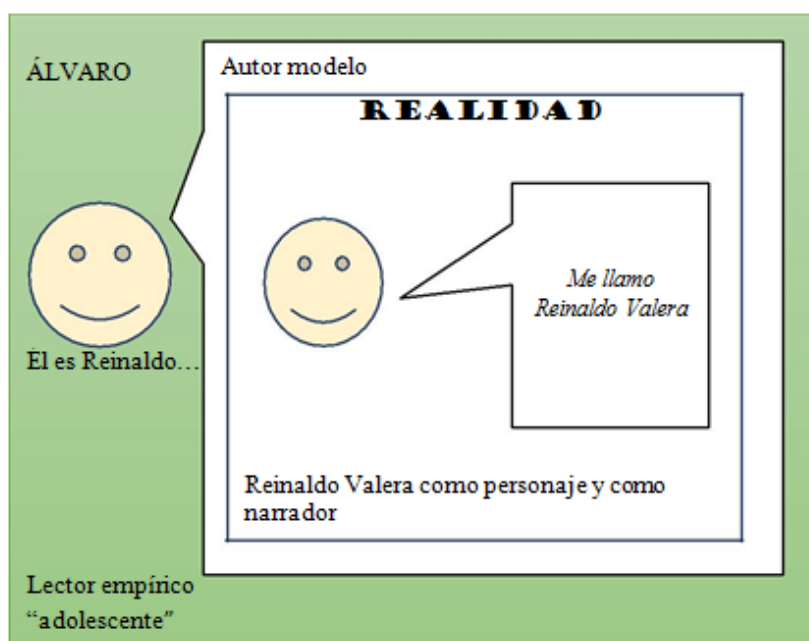 ÁLVARO
Autor modelo
REALIDAD
Me llamo
Reinaldo Valera
Él es Reinaldo…
Reinaldo Valera como personaje y como
narrador
Lector empírico
“adolescente”